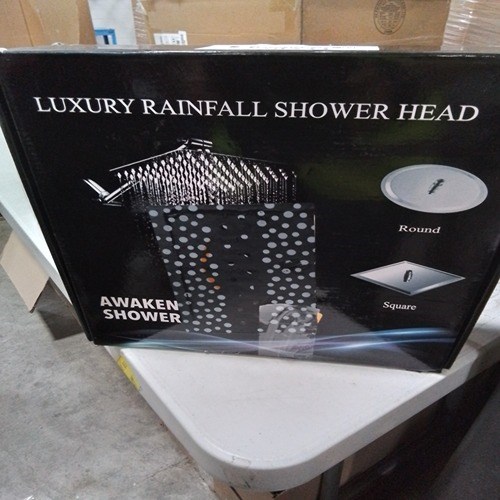 LUXURY RAINFALL SHOWER HEAD
Round
Square
AWAKEN
SHOWER